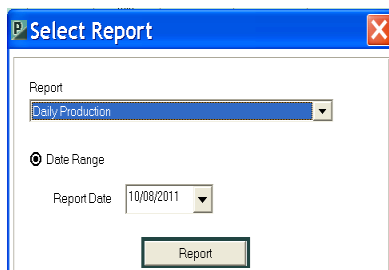 Select Report
Report
Daily Production
Date Range
Report Date 10/08/2011
Report